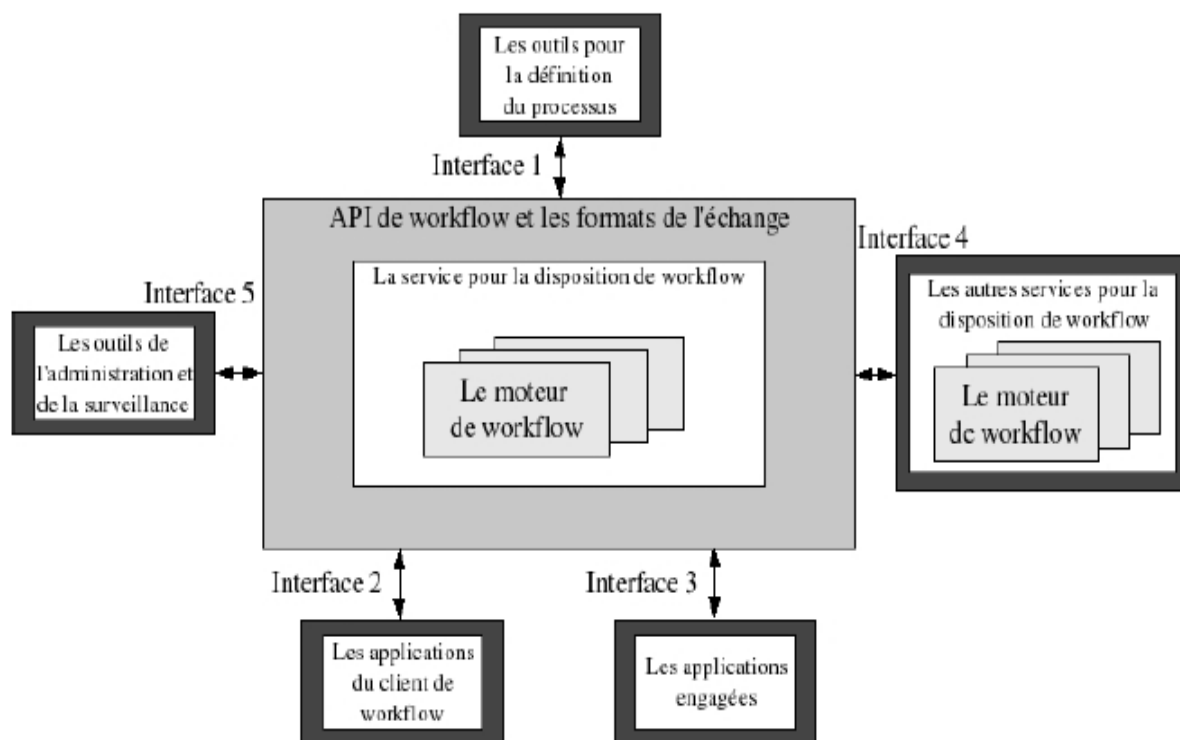 Les outils pour
la définition
du processus
Interface 1
API de workflow et les formats de l'échange
Interface 4
La service pour la disposition de workflow
Interface 5
Les autres services pour la
disposition de workflow
Les outils de
l'administration et
de la surveillance
Le moteur
de workflow
Le moteur
de workflow
Interface 2
Interface 3
Les applications
du client de
workflow
Les applications
engagées